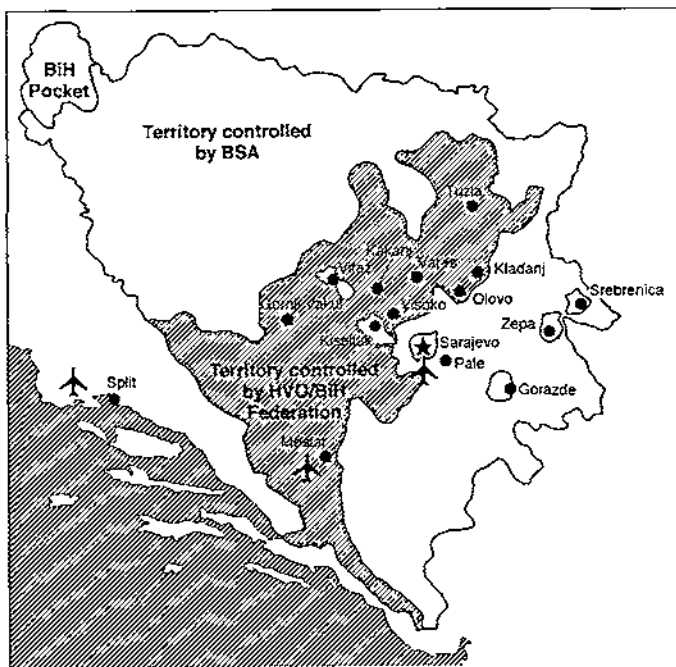 BiH
Pocket
Territory controlled
by BSA
Tuzla
Kakanj
Vares
Kladanj
Vitez
Olovo
Srebrenica
Gornji Vakuf
Visoko
Zepa
Kiseljak
Sarajevo
Pale
Territory controlled
by HVO/BiH
Federation
Gorazde
Split
Mostar